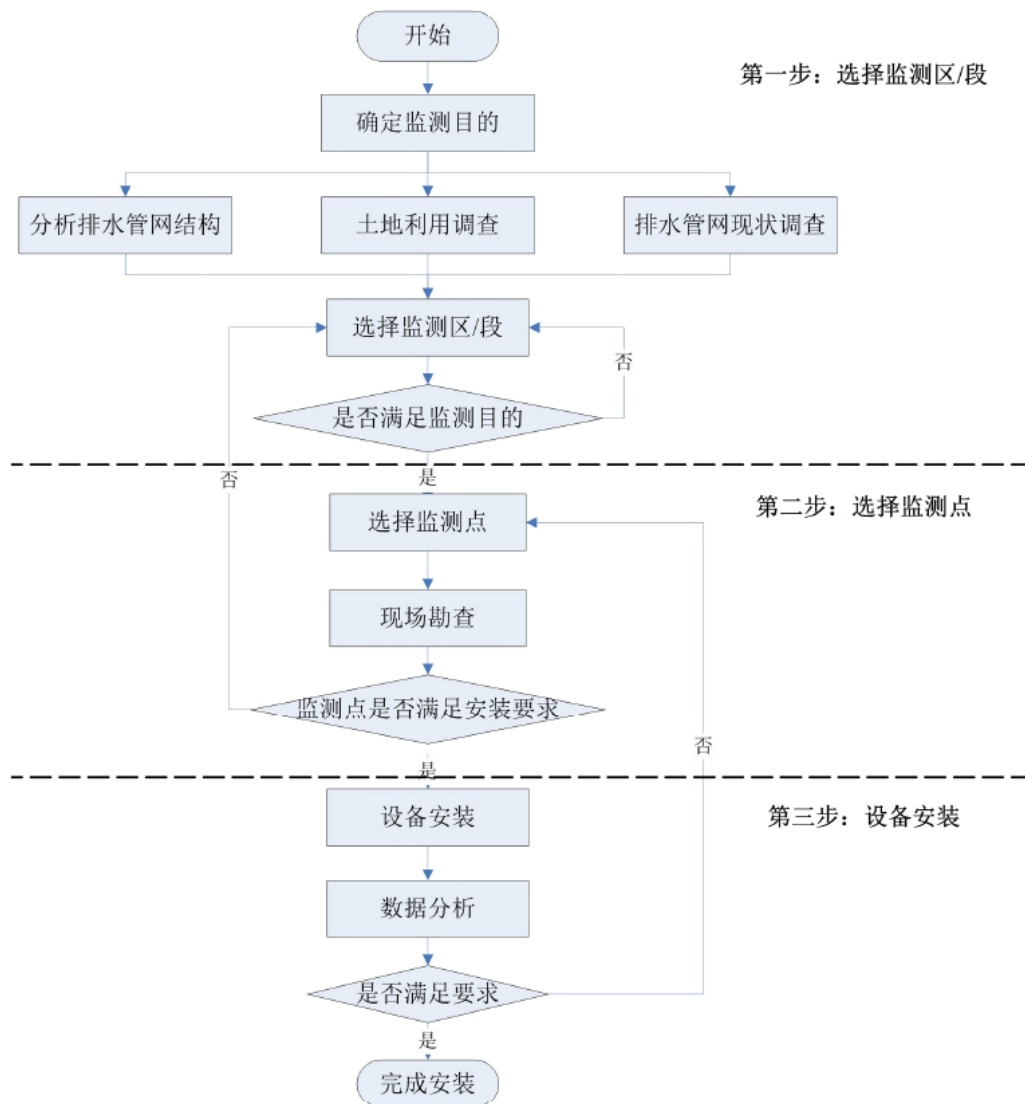 开始
第一步：选择监测区/段
确定监测目的
分析排水管网结构
土地利用调查
排水管网现状调查
选择监测区/段
否
是否满足监测目的
否
是
第二步：选择监测点
选择监测点
现场勘查
监测点是否满足安装要求
否
是
第三步：设备安装
设备安装
数据分析
是否满足要求
是
完成安装